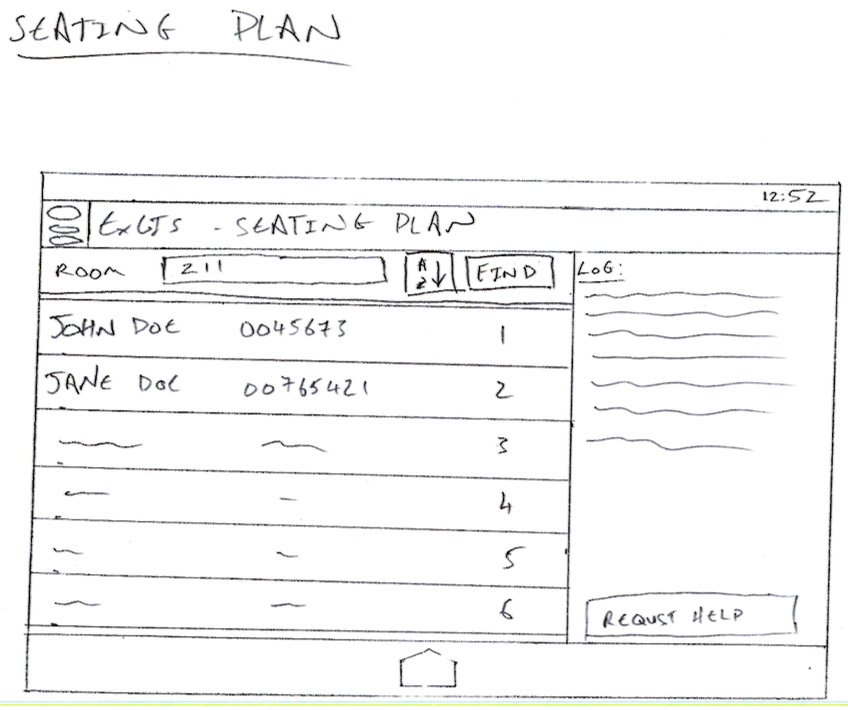 SEATING PLAN
12:52
ExGIS - SEATING PLAN
ROOM 211 A Z ↓ FIND
LOG:
JOHN DOE 0045673 1
JANE DOE 00765421 2
3
4
5
6
REQUST HELP